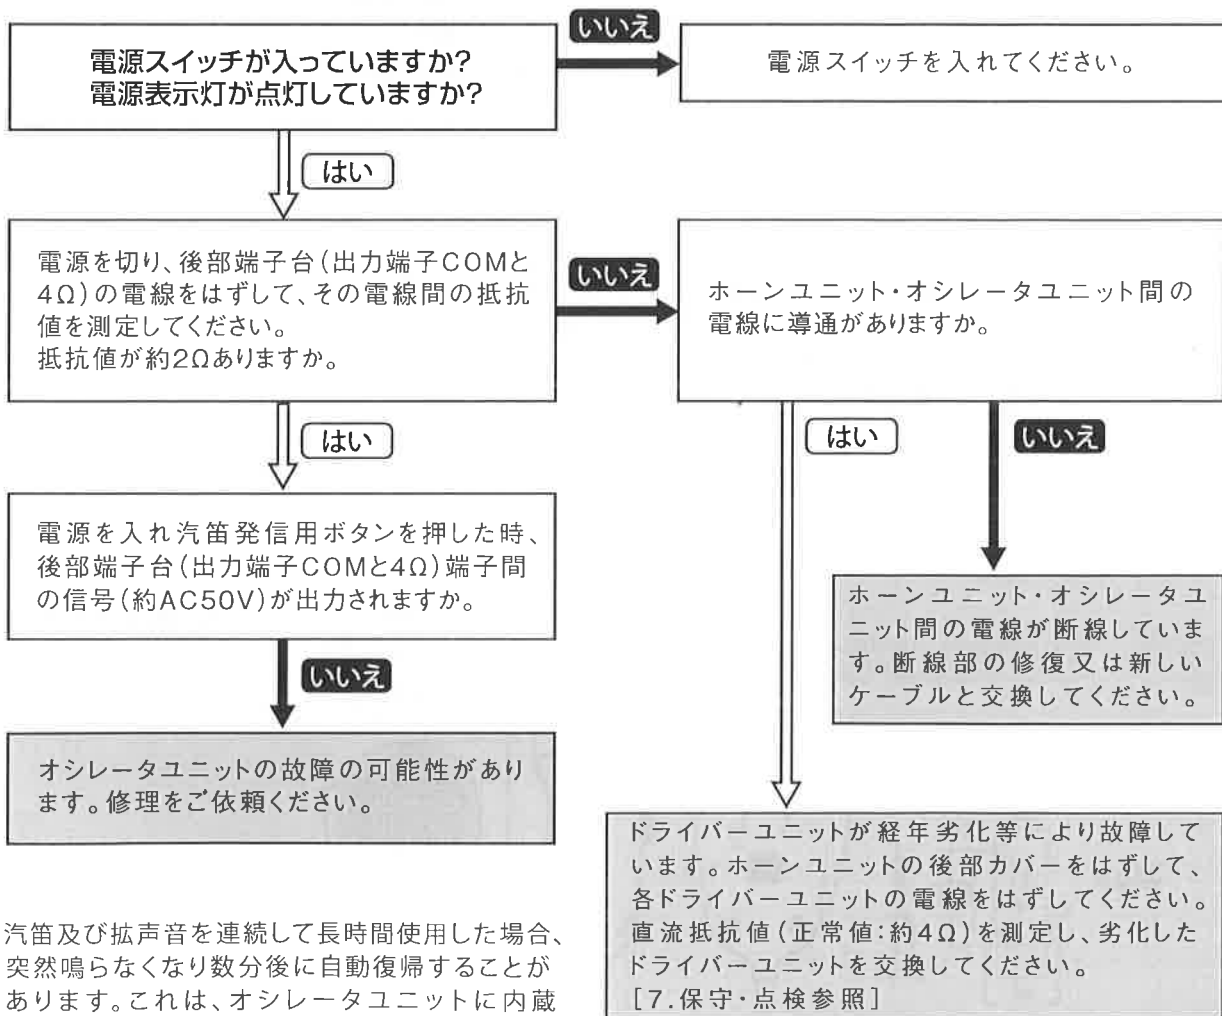 電源スイッチが入っていますか?
電源表示灯が点灯していますか?
いいえ
電源スイッチを入れてください。
はい
電源を切り、後部端子台(出力端子COMと
4Ω)の電線をはずして、その電線間の抵抗
値を測定してください。
抵抗値が約2Ωありますか。
いいえ
ホーンユニット・オシレータユニット間の
電線に導通がありますか。
はい
はい
いいえ
電源を入れ汽笛発信用ボタンを押した時、
後部端子台(出力端子COMと4Ω)端子間
の信号(約AC50V)が出力されますか。
ホーンユニット・オシレータユ
ニット間の電線が断線していま
す。断線部の修復又は新しい
ケーブルと交換してください。
いいえ
オシレータユニットの故障の可能性があり
ます。修理をご依頼ください。
ドライバーユニットが経年劣化等により故障して
います。ホーンユニットの後部カバーをはずして、
各ドライバーユニットの電線をはずしてください。
直流抵抗値(正常値:約4Ω)を測定し、劣化した
ドライバーユニットを交換してください。
[7.保守・点検参照]
汽笛及び拡声音を連続して長時間使用した場合、
突然鳴らなくなり数分後に自動復帰することが
あります。これは、オシレータユニットに内蔵